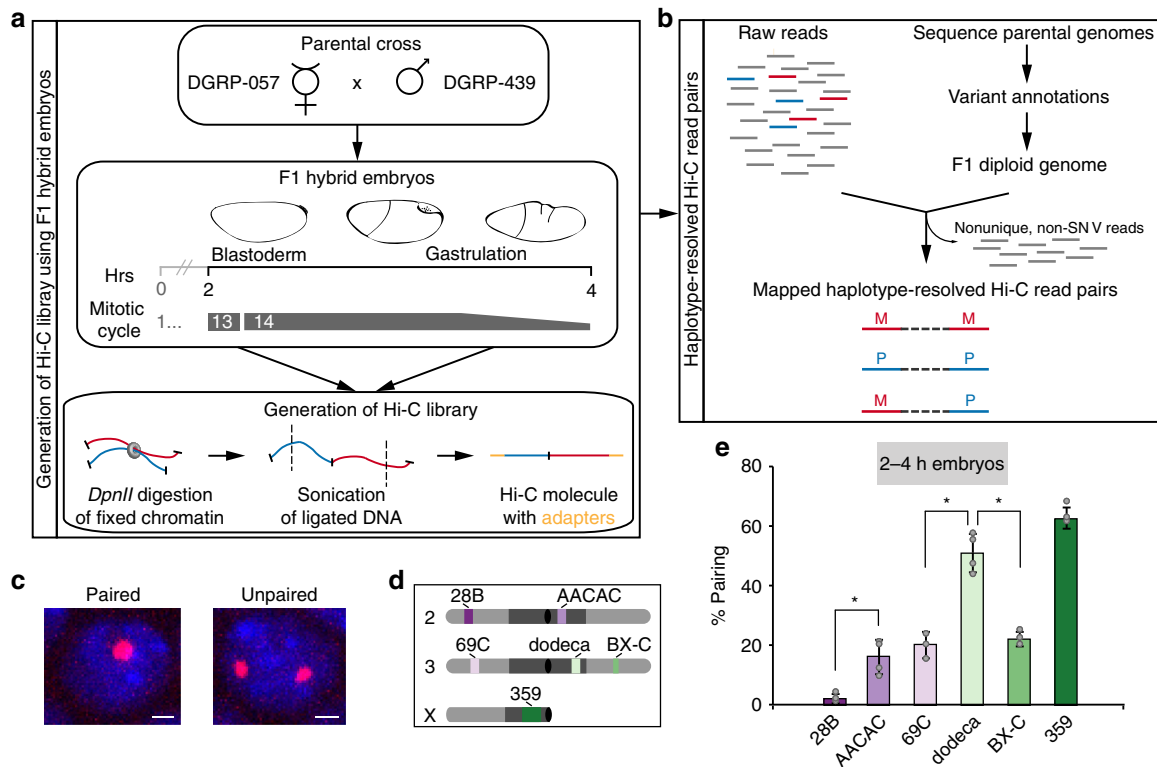 a
Generation of Hi-C library using F1 hybrid embryos
Parental cross
DGRP-057 x DGRP-439
F1 hybrid embryos
Blastoderm Gastrulation
Hrs
0 2 4
Mitotic
cycle
1... 13 14
Generation of Hi-C library
DpnII digestion
of fixed chromatin
Sonication
of ligated DNA
Hi-C molecule
with adapters
b
Haplotype-resolved Hi-C read pairs
Raw reads
Sequence parental genomes
Variant annotations
F1 diploid genome
Nonunique, non-SN V reads
Mapped haplotype-resolved Hi-C read pairs
M M
P P
M P
c
Paired Unpaired
d
28B AACAC
2
69C dodeca BX-C
3
359
X
e
2–4 h embryos
% Pairing
80
60
40
20
0
* * *
28B AACAC 69C dodeca BX-C 359